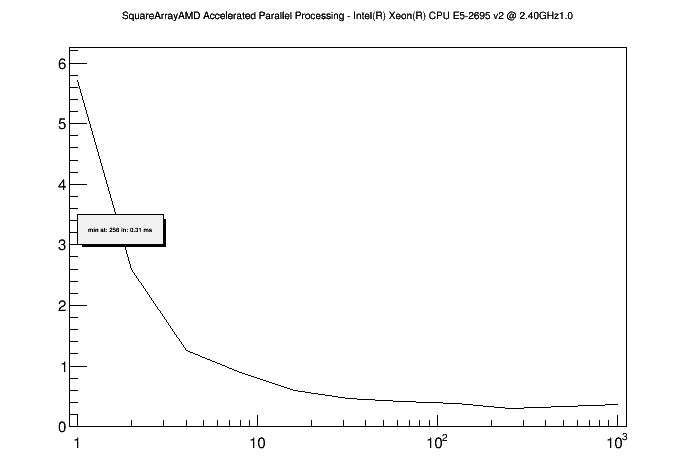 SquareArrayAMD Accelerated Parallel Processing - Intel(R) Xeon(R) CPU E5-2695 v2 @ 2.40GHz1.0
6
5
4
3
2
1
0
min at: 256 in: 0.31 ms
1 10 10² 10³